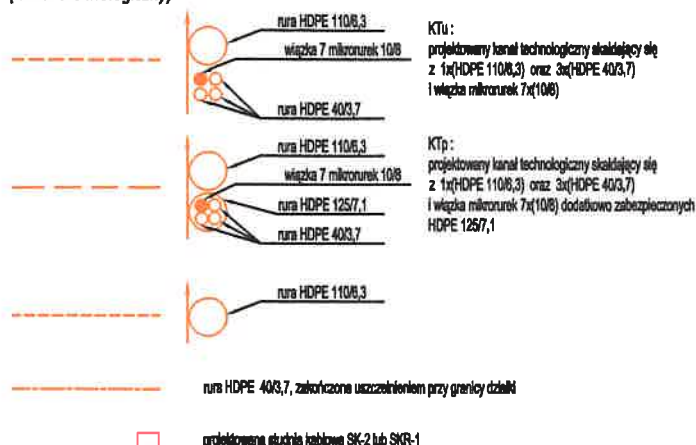 rura HDPE 110/6,3
wiązka 7 mikrorurek 10/8
rura HDPE 40/3,7
KTu :
projektowany kanał technologiczny skaldający się
z 1x(HDPE 110/6,3) oraz 3x(HDPE 40/3,7)
i wiązka mikrorurek 7x(10/8)
rura HDPE 110/6,3
wiązka 7 mikrorurek 10/8
rura HDPE 125/7,1
rura HDPE 40/3,7
KTp :
projektowany kanał technologiczny skaldający się
z 1x(HDPE 110/6,3) oraz 3x(HDPE 40/3,7)
i wiązka mikrorurek 7x(10/8) dodatkowo zabezpieczonych
HDPE 125/7,1
rura HDPE 110/6,3
rura HDPE 40/3,7, zakończone uszczelnieniem przy granicy działki
projektowana studnia kablowa SK-2 lub SKR-1